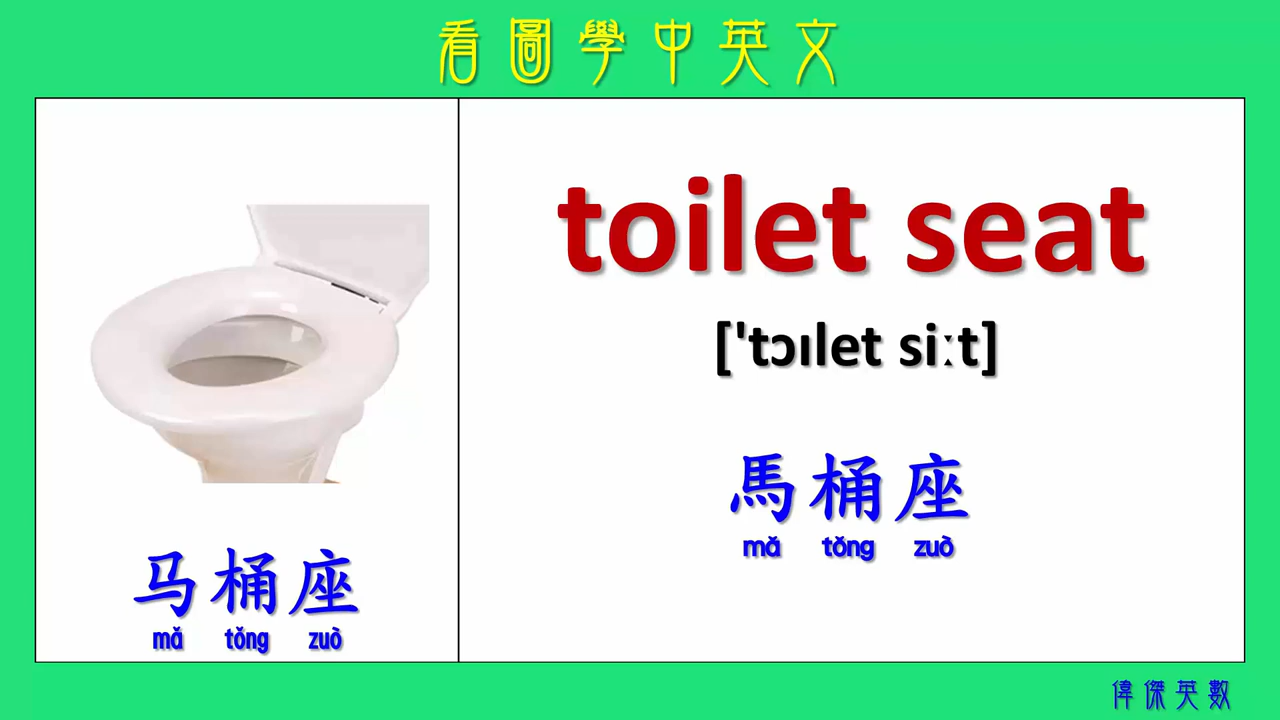 看圖學中英文
toilet seat
['tɔılet siːt]
馬桶座
mǎ tǒng zuò
马桶座
mǎ tǒng zuò
偉傑英數